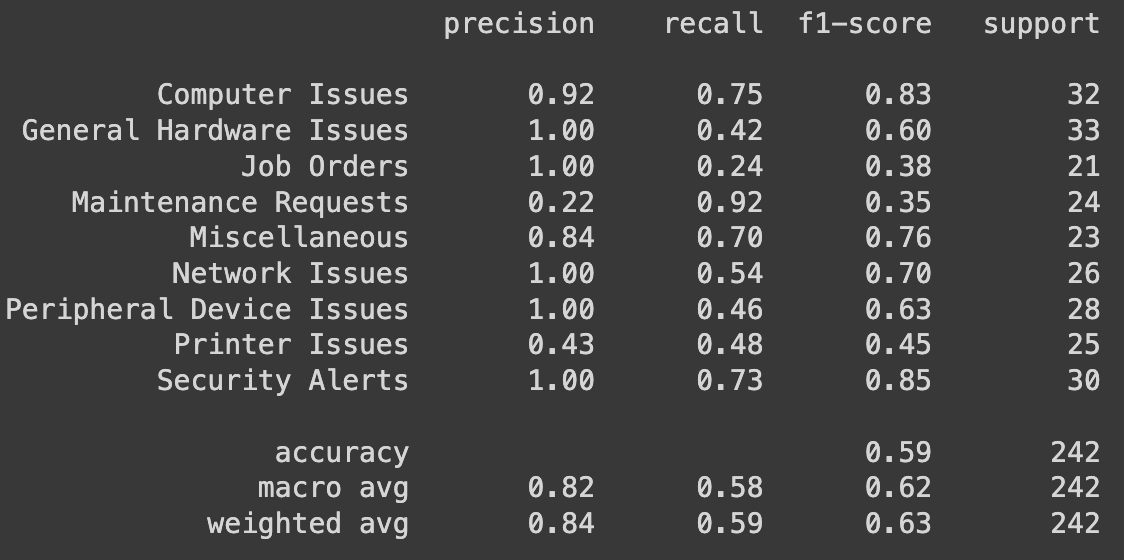 precision recall f1-score support
Computer Issues 0.92 0.75 0.83 32
General Hardware Issues 1.00 0.42 0.60 33
Job Orders 1.00 0.24 0.38 21
Maintenance Requests 0.22 0.92 0.35 24
Miscellaneous 0.84 0.70 0.76 23
Network Issues 1.00 0.54 0.70 26
Peripheral Device Issues 1.00 0.46 0.63 28
Printer Issues 0.43 0.48 0.45 25
Security Alerts 1.00 0.73 0.85 30
accuracy 0.59 242
macro avg 0.82 0.58 0.62 242
weighted avg 0.84 0.59 0.63 242